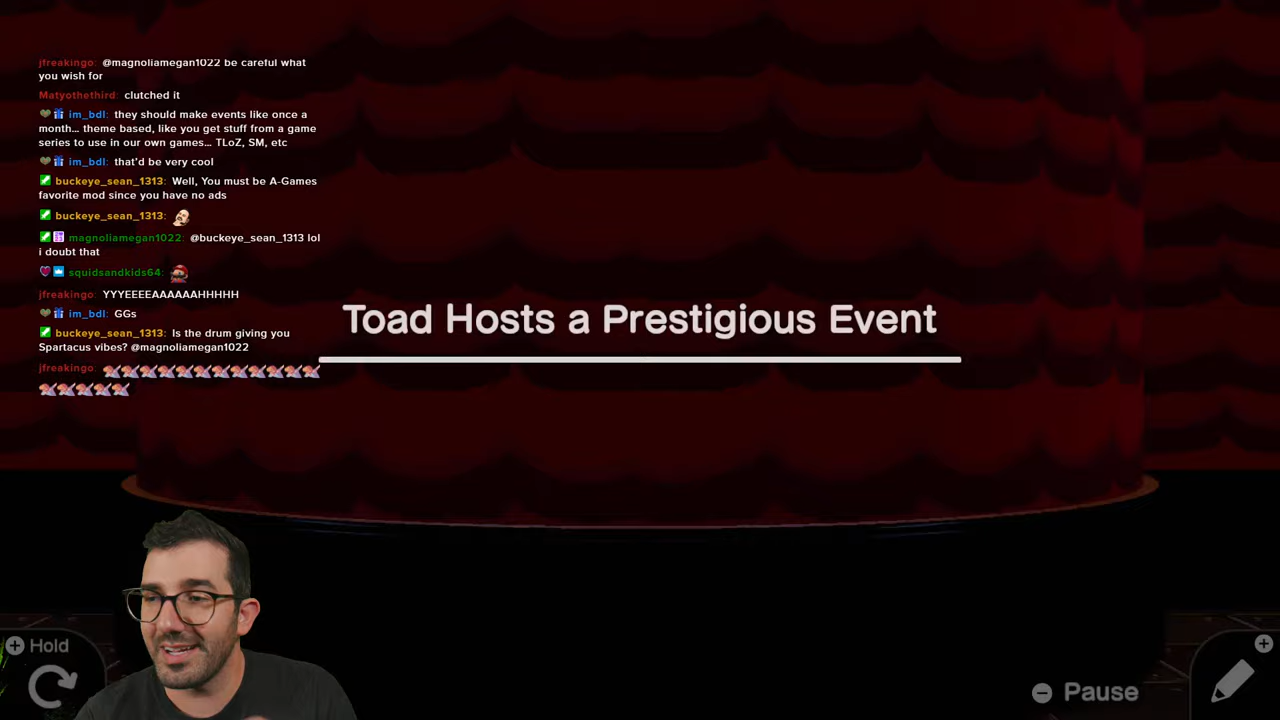 jfreakingo: @magnoliamegan1022 be careful what
you wish for
Matyothethird: clutched it
im_bdl: they should make events like once a
month... theme based, like you get stuff from a game
series to use in our own games... TLoZ, SM, etc
im_bdl: that'd be very cool
buckeye_sean_1313: Well, You must be A-Games
favorite mod since you have no ads
buckeye_sean_1313:
magnoliamegan1022: @buckeye_sean_1313 lol
i doubt that
squidsandkids64:
jfreakingo: YYYEEEEAAAAAAHHHHH
im_bdl: GGs
buckeye_sean_1313: Is the drum giving you
Spartacus vibes? @magnoliamegan1022
jfreakingo:
Toad Hosts a Prestigious Event
Hold
Pause